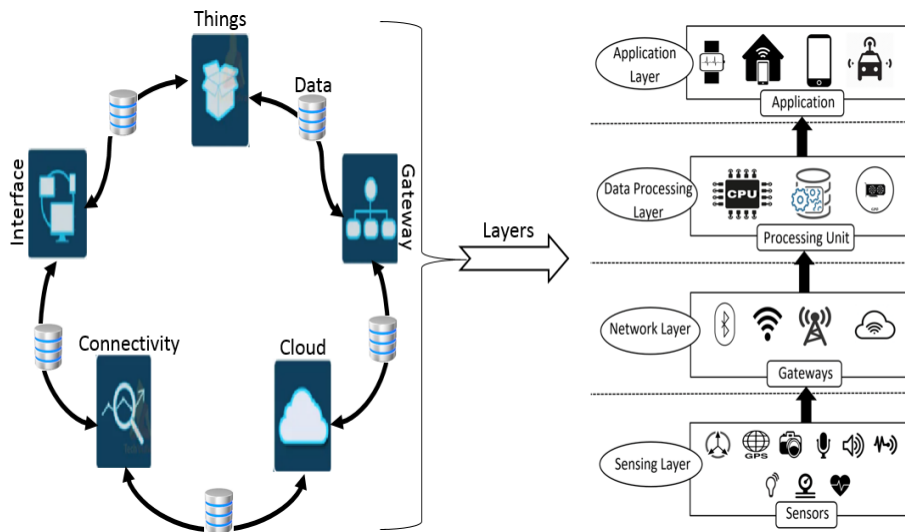 Things
Data
Interface
Gateway
Connectivity
Cloud
Layers
Application
Layer
Application
Data Processing
Layer
CPU
Processing Unit
Network Layer
Gateways
Sensing Layer
GPS
Sensors